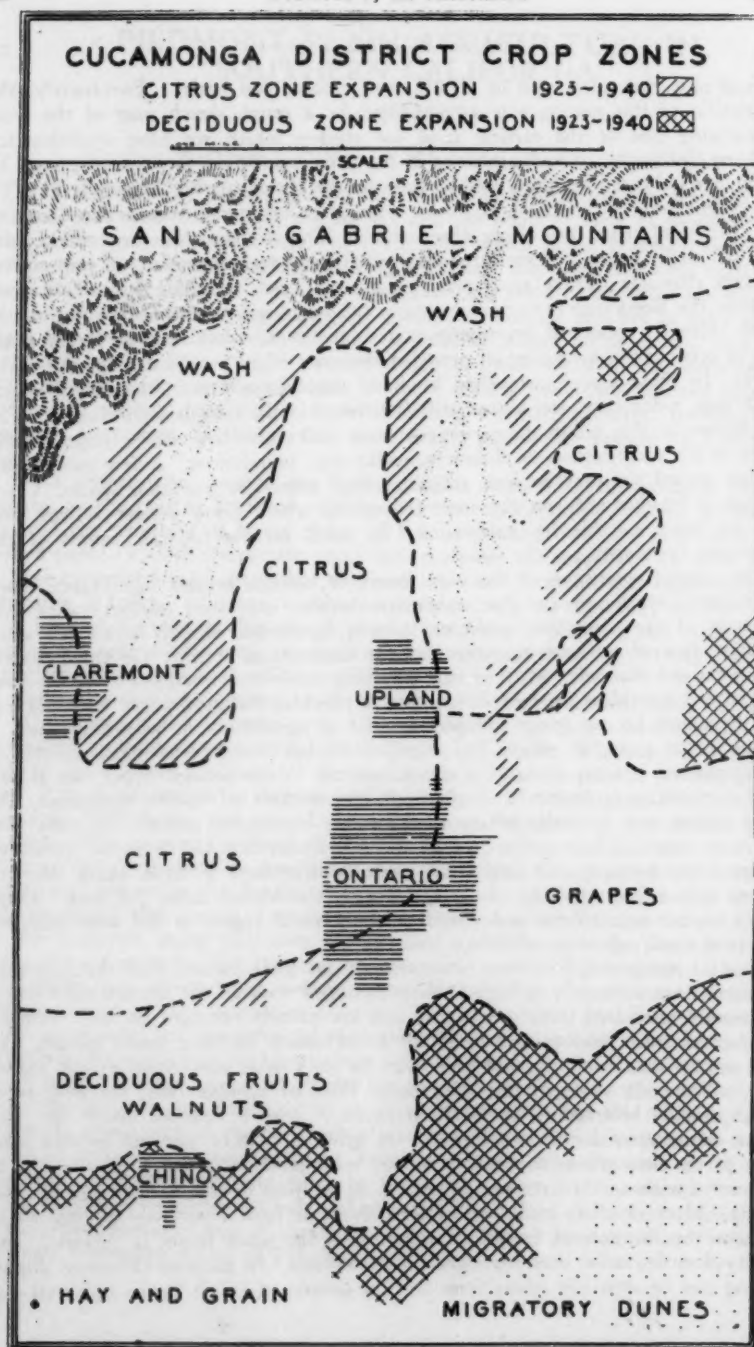 CUCAMONGA DISTRICT CROP ZONES
CITRUS ZONE EXPANSION 1923-1940
DECIDUOUS ZONE EXPANSION 1923-1940
SCALE
SAN GABRIEL MOUNTAINS
WASH
WASH
CITRUS
CITRUS
CLAREMONT
UPLAND
CITRUS
ONTARIO
GRAPES
DECIDUOUS FRUITS
WALNUTS
CHINO
HAY AND GRAIN
MIGRATORY DUNES